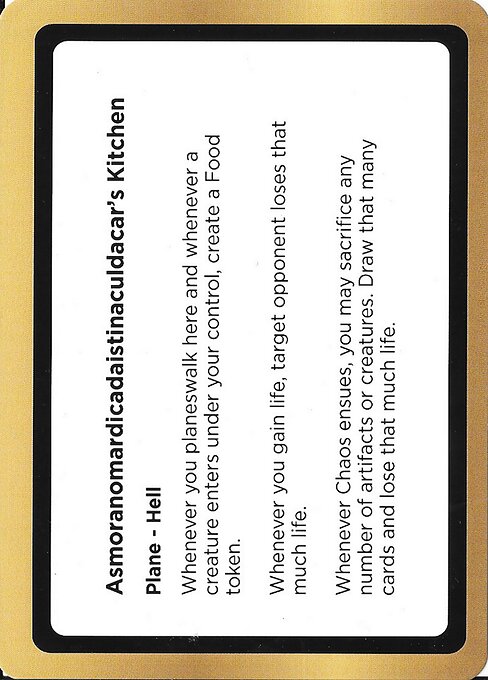 Asmoranomardicadaistinaculdacar's Kitchen
Plane - Hell
Whenever you planeswalk here and whenever a
creature enters under your control, create a Food
token.
Whenever you gain life, target opponent loses that
much life.
Whenever Chaos ensues, you may sacrifice any
number of artifacts or creatures. Draw that many
cards and lose that much life.